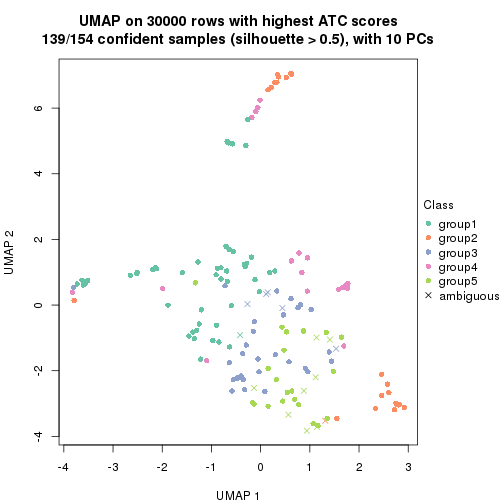 UMAP on 30000 rows with highest ATC scores
139/154 confident samples (silhouette > 0.5), with 10 PCs
6
4
2
0
-2
-4
UMAP 2
-4
-3
-2
-1
0
1
2
3
UMAP 1
Class
group1
group2
group3
group4
group5
ambiguous